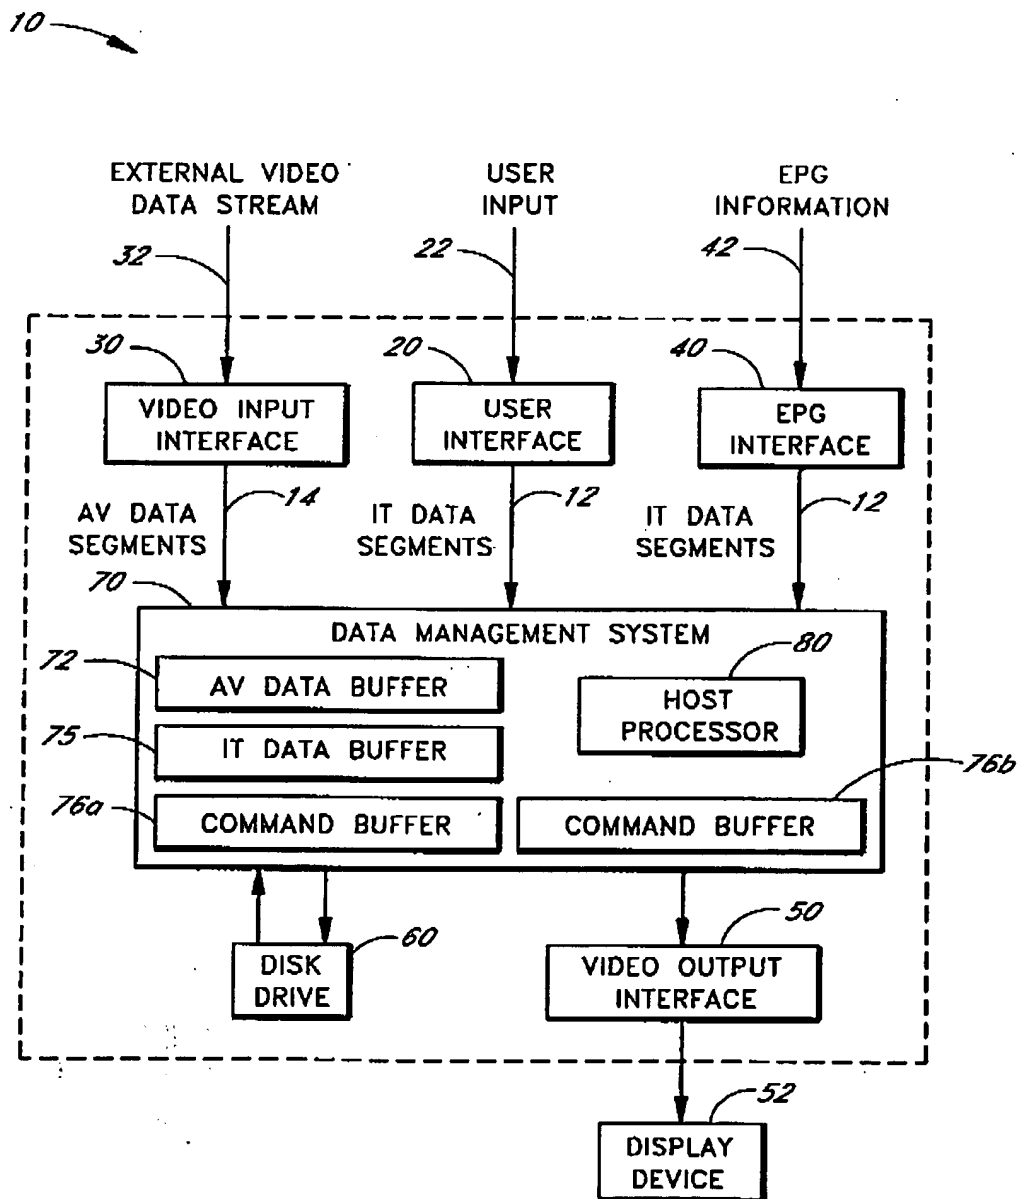 10
EXTERNAL VIDEO
DATA STREAM
USER
INPUT
EPG
INFORMATION
32
22
42
30
20
40
VIDEO INPUT
INTERFACE
USER
INTERFACE
EPG
INTERFACE
14
12
12
AV DATA
SEGMENTS
IT DATA
SEGMENTS
IT DATA
SEGMENTS
70
DATA MANAGEMENT SYSTEM
72
AV DATA BUFFER
80
HOST
PROCESSOR
75
IT DATA BUFFER
76b
76a
COMMAND BUFFER
COMMAND BUFFER
60
DISK
DRIVE
50
VIDEO OUTPUT
INTERFACE
52
DISPLAY
DEVICE